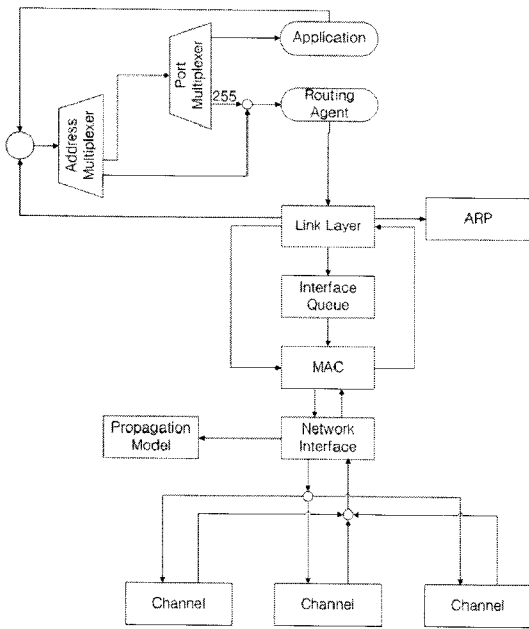 Application
Port
Multiplexer
255
Routing
Agent
Address
Multiplexer
Link Layer
ARP
Interface
Queue
MAC
Propagation
Model
Network
Interface
Channel
Channel
Channel